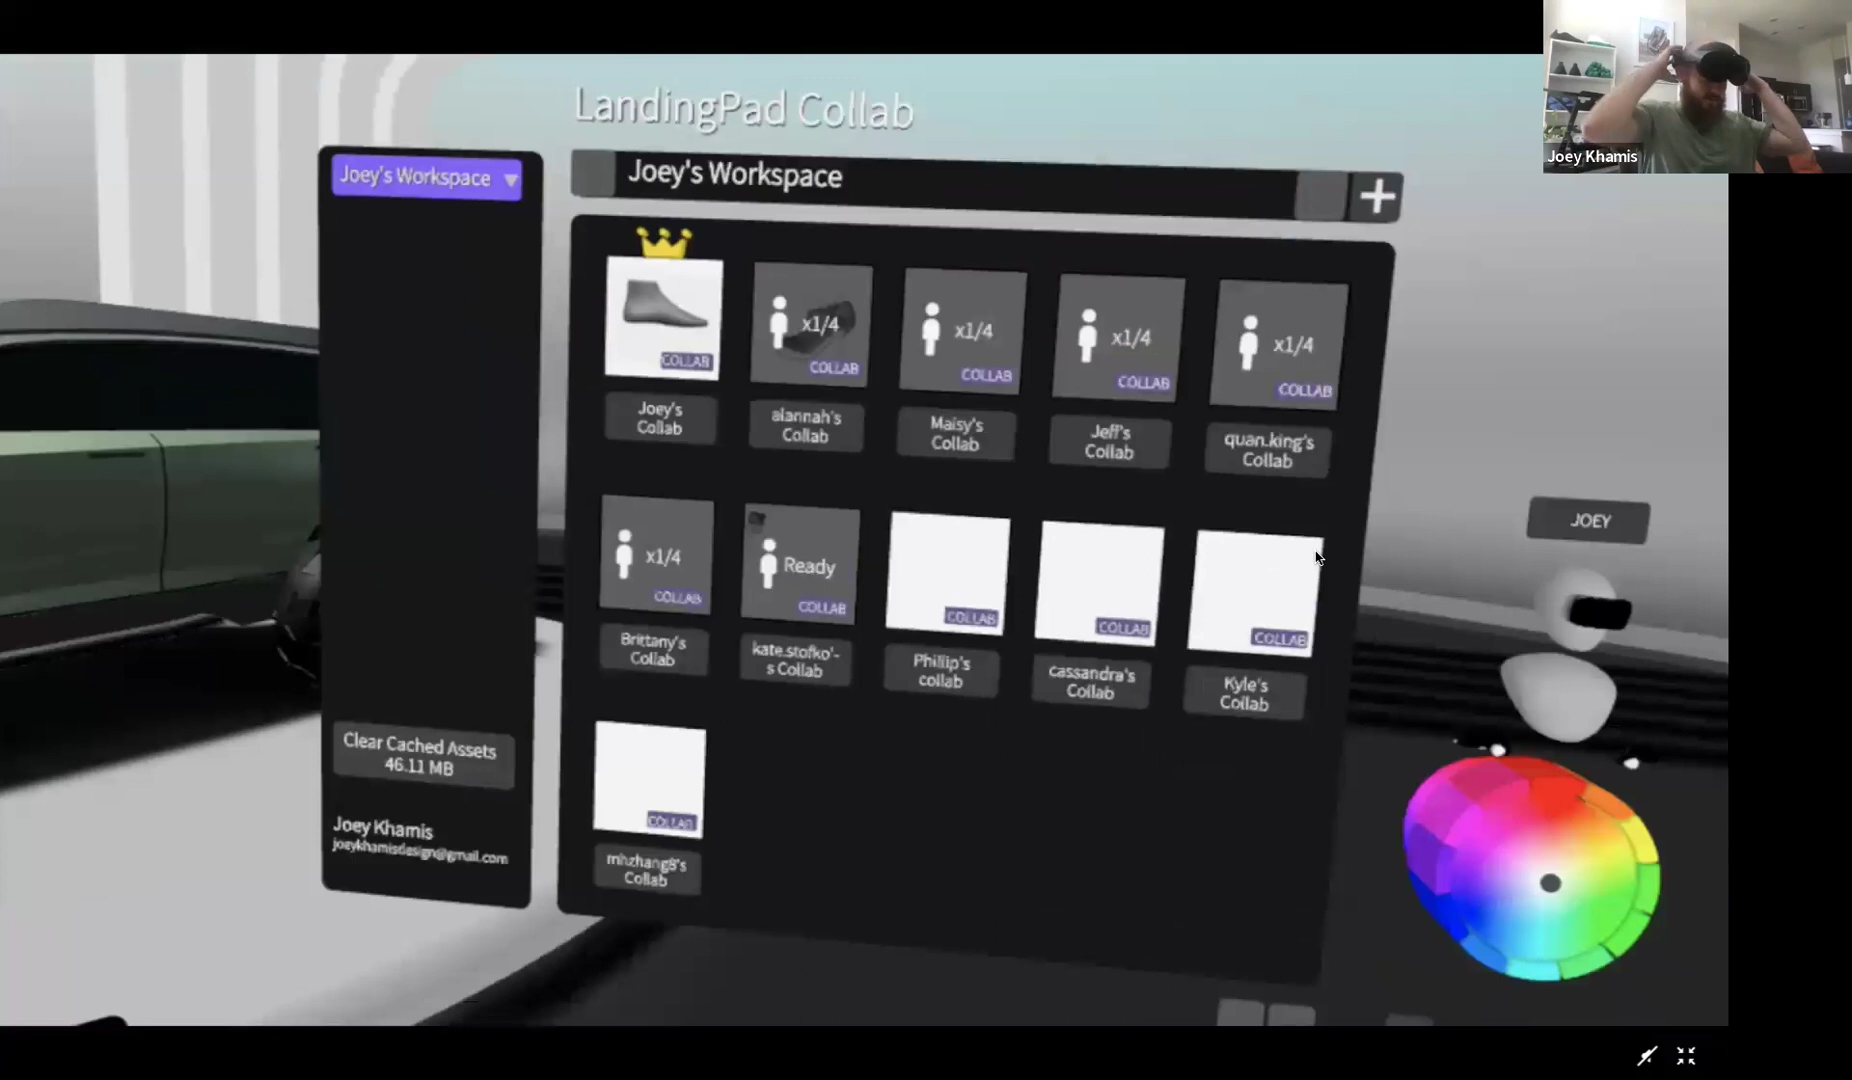 LandingPad Collab
Joey's Workspace
Joey's Workspace
COLLAB
Joey's
Collab
x1/4
COLLAB
alannah's
Collab
x1/4
COLLAB
Maisy's
Collab
x1/4
COLLAB
Jeff's
Collab
x1/4
COLLAB
quan.king's
Collab
x1/4
COLLAB
Brittany's
Collab
Ready
COLLAB
kate.stofko'-
s Collab
COLLAB
Phillip's
collab
COLLAB
cassandra's
Collab
COLLAB
Kyle's
Collab
COLLAB
mhzhang8's
Collab
Clear Cached Assets
46.11 MB
Joey Khamis
joeykhamisdesign@gmail.com
JOEY
Joey Khamis